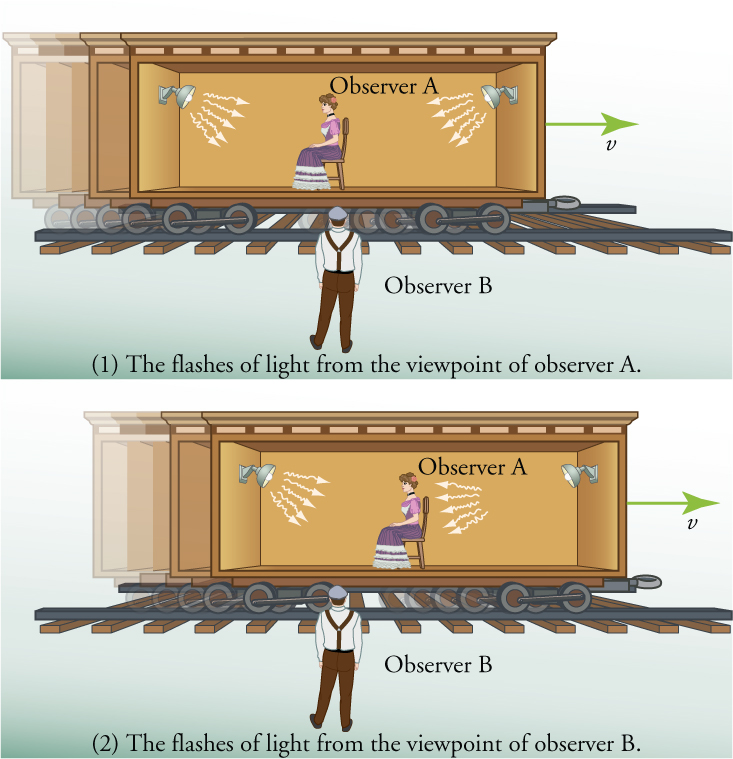 Observer A
v
Observer B
(1) The flashes of light from the viewpoint of observer A.
Observer A
v
Observer B
(2) The flashes of light from the viewpoint of observer B.